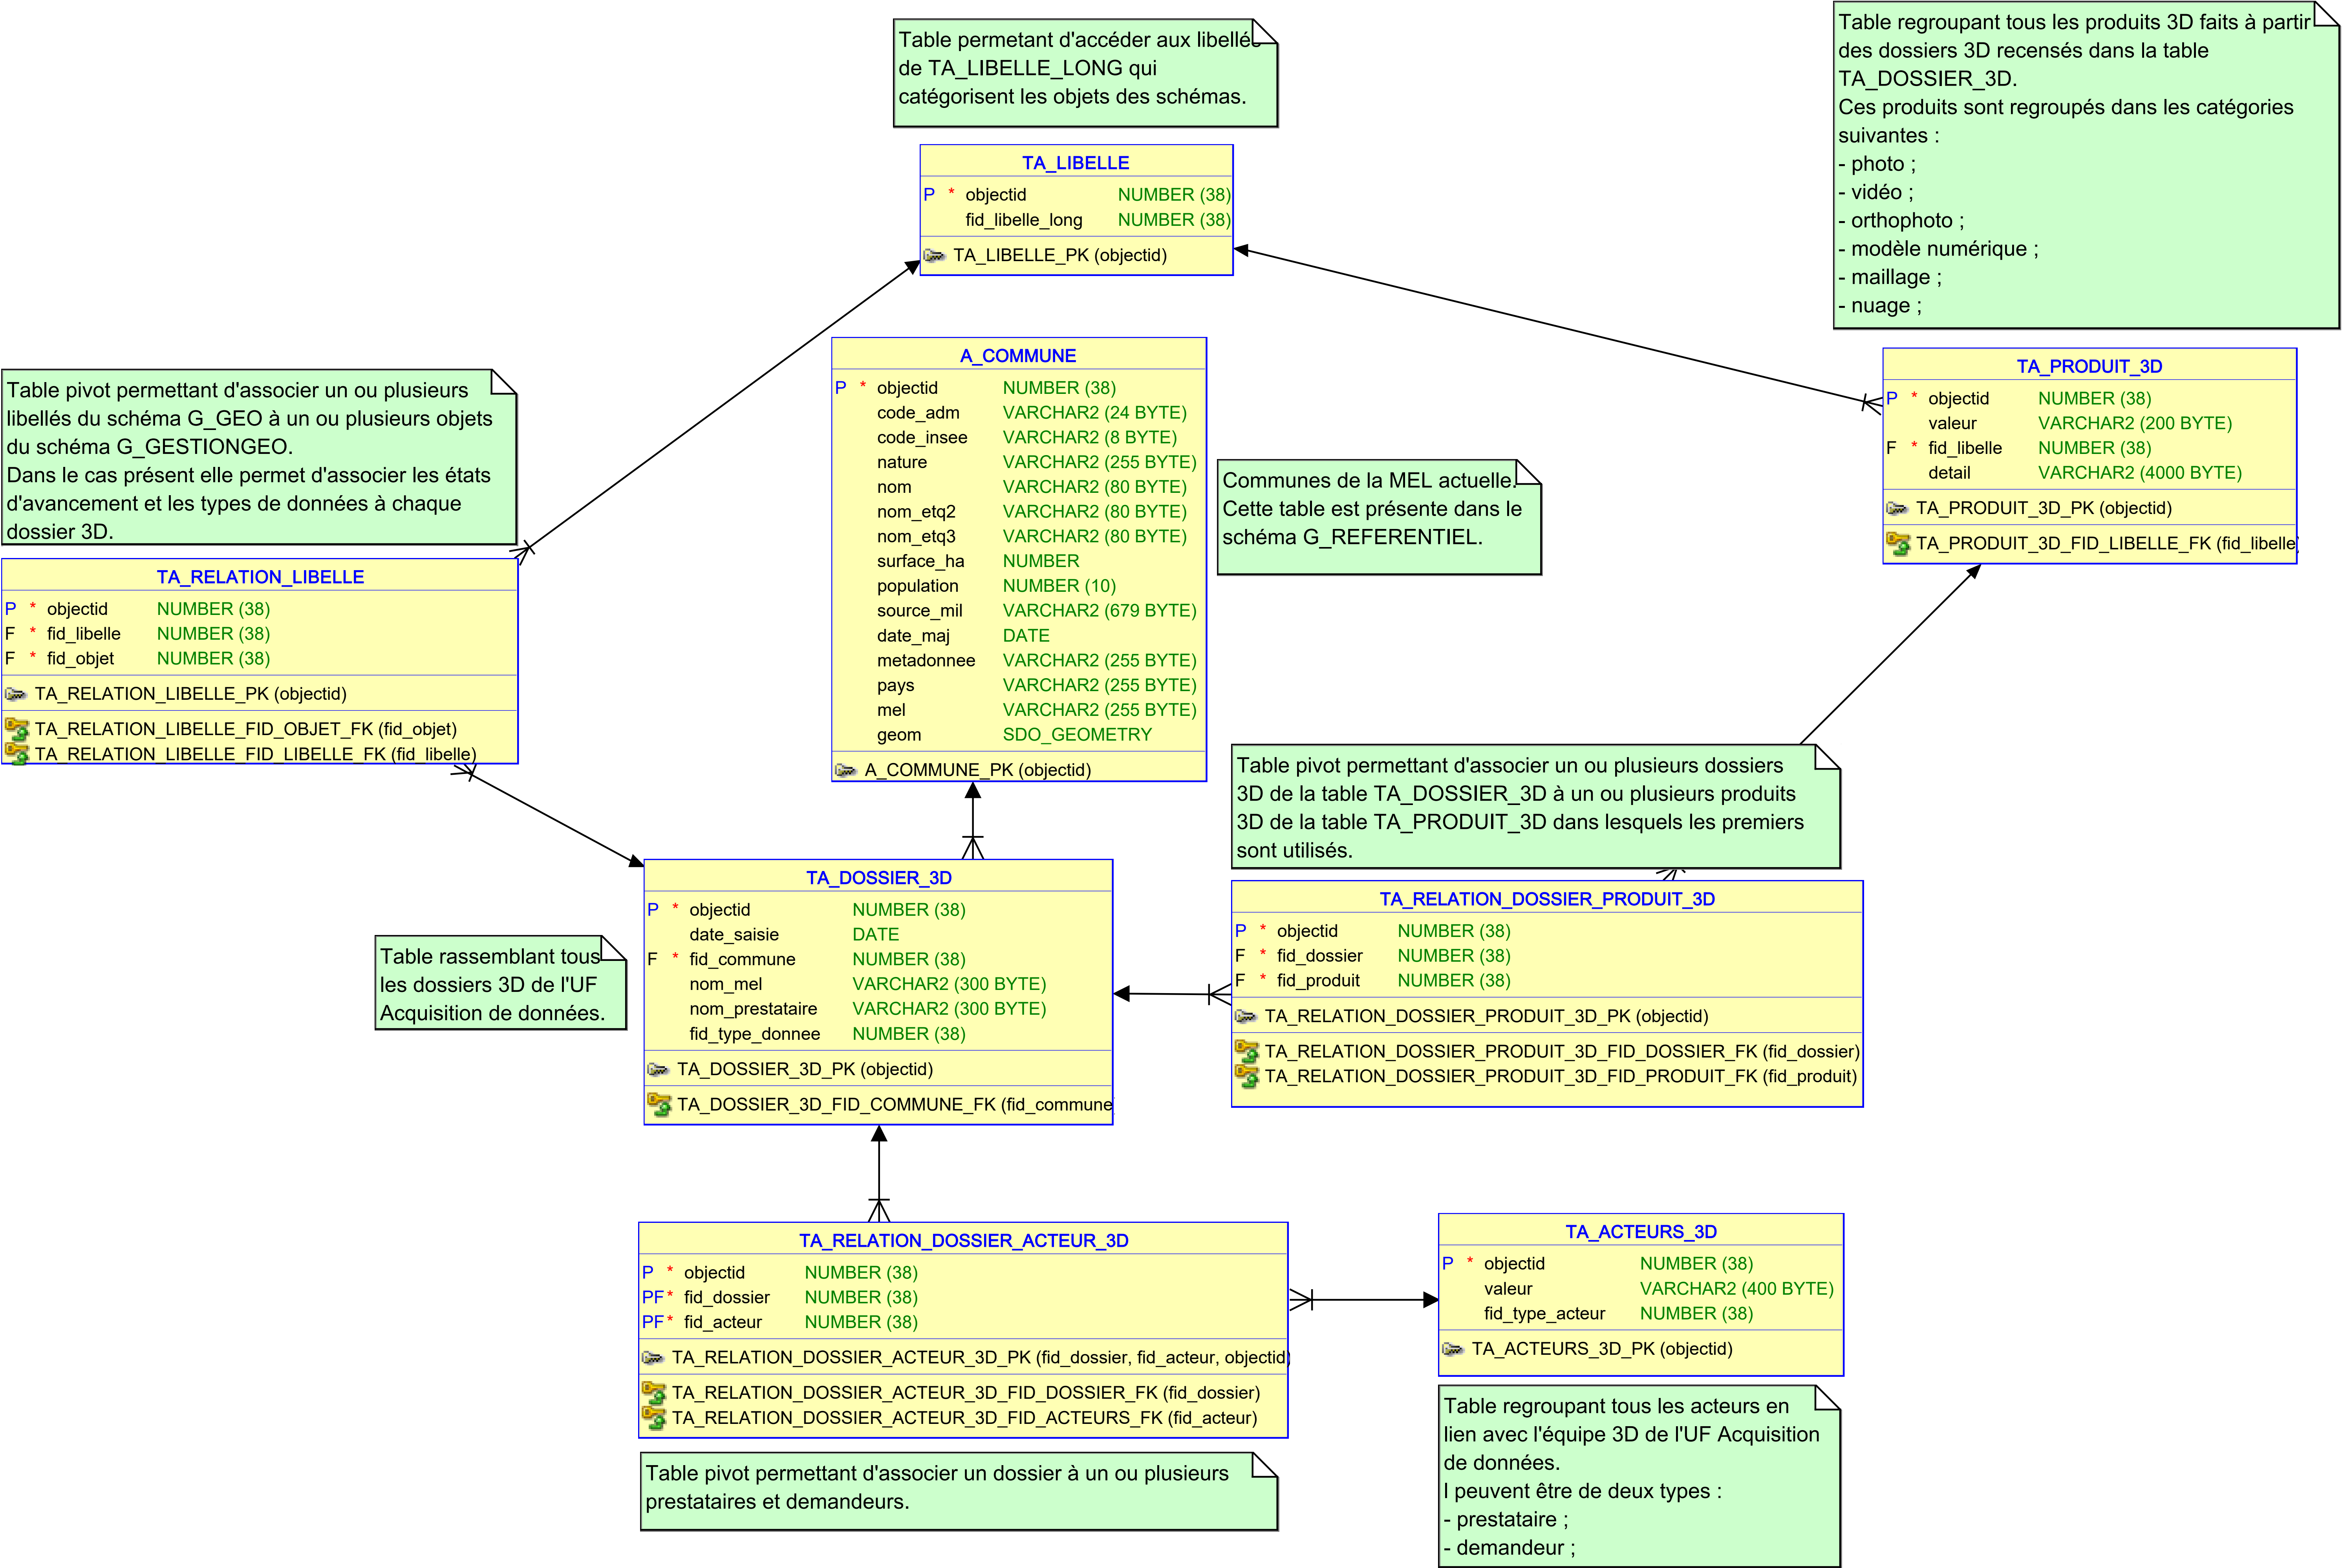 Table permetant d'accéder aux libellés
de TA_LIBELLE_LONG qui
catégorisent les objets des schémas.
Table regroupant tous les produits 3D faits à partir
des dossiers 3D recensés dans la table
TA_DOSSIER_3D.
Ces produits sont regroupés dans les catégories
suivantes :
- photo ;
- vidéo ;
- orthophoto ;
- modèle numérique ;
- maillage ;
- nuage ;
TA_LIBELLE
P * objectid NUMBER (38)
fid_libelle_long NUMBER (38)
TA_LIBELLE_PK (objectid)
A_COMMUNE
P * objectid NUMBER (38)
code_adm VARCHAR2 (24 BYTE)
code_insee VARCHAR2 (8 BYTE)
nature VARCHAR2 (255 BYTE)
nom VARCHAR2 (80 BYTE)
nom_etq2 VARCHAR2 (80 BYTE)
nom_etq3 VARCHAR2 (80 BYTE)
surface_ha NUMBER
population NUMBER (10)
source_mil VARCHAR2 (679 BYTE)
date_maj DATE
metadonnee VARCHAR2 (255 BYTE)
pays VARCHAR2 (255 BYTE)
mel VARCHAR2 (255 BYTE)
geom SDO_GEOMETRY
A_COMMUNE_PK (objectid)
TA_PRODUIT_3D
P * objectid NUMBER (38)
valeur VARCHAR2 (200 BYTE)
F * fid_libelle NUMBER (38)
detail VARCHAR2 (4000 BYTE)
TA_PRODUIT_3D_PK (objectid)
TA_PRODUIT_3D_FID_LIBELLE_FK (fid_libelle)
Table pivot permettant d'associer un ou plusieurs
libellés du schéma G_GEO à un ou plusieurs objets
du schéma G_GESTIONGEO.
Dans le cas présent elle permet d'associer les états
d'avancement et les types de données à chaque
dossier 3D.
Communes de la MEL actuelle.
Cette table est présente dans le
schéma G_REFERENTIEL.
TA_RELATION_LIBELLE
P * objectid NUMBER (38)
F * fid_libelle NUMBER (38)
F * fid_objet NUMBER (38)
TA_RELATION_LIBELLE_PK (objectid)
TA_RELATION_LIBELLE_FID_OBJET_FK (fid_objet)
TA_RELATION_LIBELLE_FID_LIBELLE_FK (fid_libelle)
Table pivot permettant d'associer un ou plusieurs dossiers
3D de la table TA_DOSSIER_3D à un ou plusieurs produits
3D de la table TA_PRODUIT_3D dans lesquels les premiers
sont utilisés.
TA_DOSSIER_3D
P * objectid NUMBER (38)
date_saisie DATE
F * fid_commune NUMBER (38)
nom_mel VARCHAR2 (300 BYTE)
nom_prestataire VARCHAR2 (300 BYTE)
fid_type_donnee NUMBER (38)
TA_DOSSIER_3D_PK (objectid)
TA_DOSSIER_3D_FID_COMMUNE_FK (fid_commune
Table rassemblant tous
les dossiers 3D de l'UF
Acquisition de données.
TA_RELATION_DOSSIER_PRODUIT_3D
P * objectid NUMBER (38)
F * fid_dossier NUMBER (38)
F * fid_produit NUMBER (38)
TA_RELATION_DOSSIER_PRODUIT_3D_PK (objectid)
TA_RELATION_DOSSIER_PRODUIT_3D_FID_DOSSIER_FK (fid_dossier)
TA_RELATION_DOSSIER_PRODUIT_3D_FID_PRODUIT_FK (fid_produit)
TA_RELATION_DOSSIER_ACTEUR_3D
P * objectid NUMBER (38)
PF * fid_dossier NUMBER (38)
PF * fid_acteur NUMBER (38)
TA_RELATION_DOSSIER_ACTEUR_3D_PK (fid_dossier, fid_acteur, objectid)
TA_RELATION_DOSSIER_ACTEUR_3D_FID_DOSSIER_FK (fid_dossier)
TA_RELATION_DOSSIER_ACTEUR_3D_FID_ACTEURS_FK (fid_acteur)
TA_ACTEURS_3D
P * objectid NUMBER (38)
valeur VARCHAR2 (400 BYTE)
fid_type_acteur NUMBER (38)
TA_ACTEURS_3D_PK (objectid)
Table pivot permettant d'associer un dossier à un ou plusieurs
prestataires et demandeurs.
Table regroupant tous les acteurs en
lien avec l'équipe 3D de l'UF Acquisition
de données.
I peuvent être de deux types :
- prestataire ;
- demandeur ;